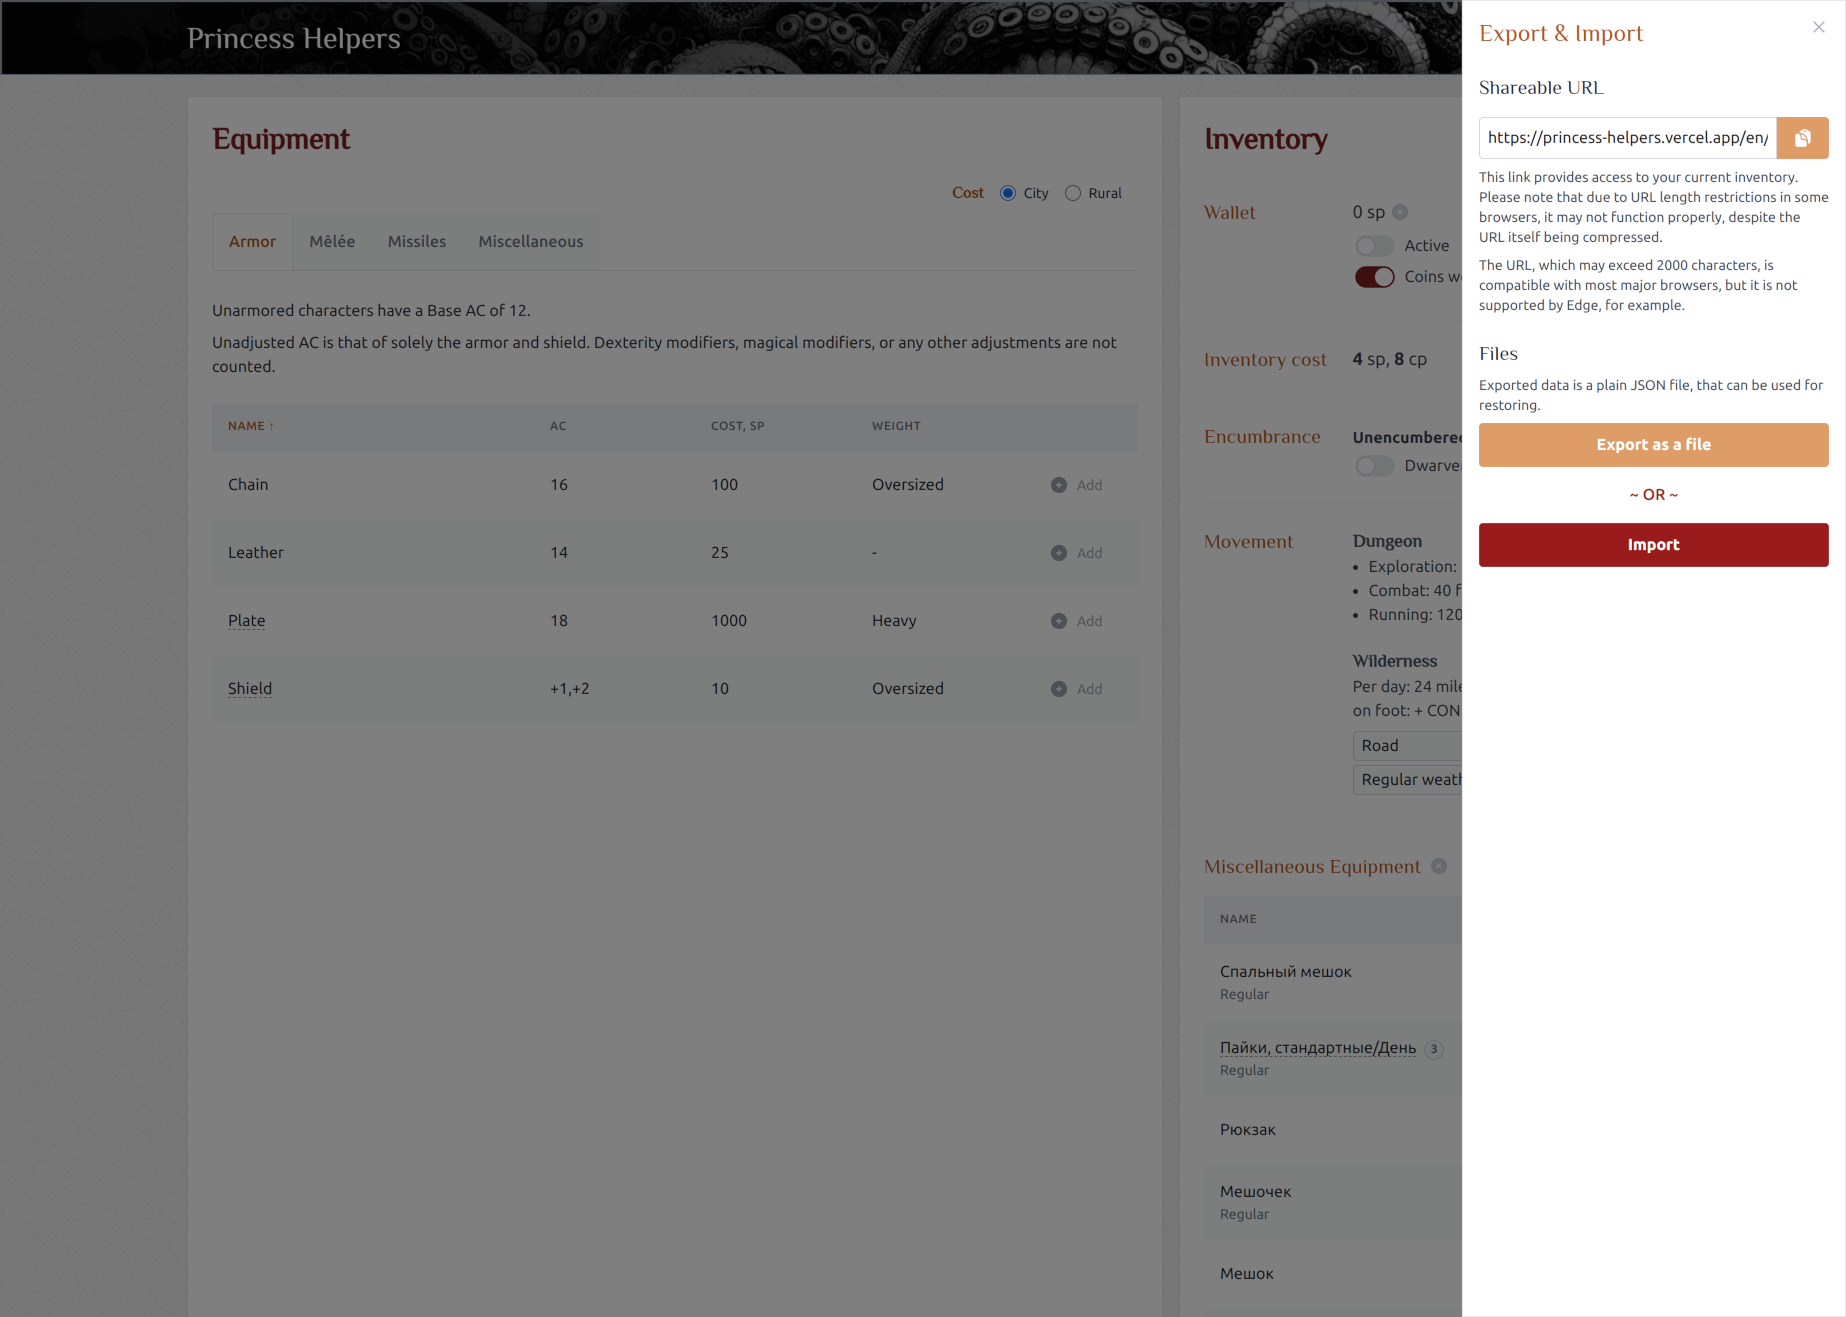 Princess Helpers
Equipment
Cost City Rural
Armor Mêlée Missiles Miscellaneous
Unarmored characters have a Base AC of 12.
Unadjusted AC is that of solely the armor and shield. Dexterity modifiers, magical modifiers, or any other adjustments are not
counted.
NAME ↑ AC COST, SP WEIGHT
Chain 16 100 Oversized Add
Leather 14 25 - Add
Plate 18 1000 Heavy Add
Shield +1,+2 10 Oversized Add
Inventory
Wallet 0 sp
Active
Coins
Inventory cost 4 sp, 8 cp
Encumbrance Unencumbered
Movement Dungeon
• Exploration:
• Combat: 40
• Running: 120
Wilderness
Per day: 24
on foot: + CON
Road
Regular
Miscellaneous Equipment
NAME
Спальный мешок
Regular
Пайки, стандартные/День 3
Regular
Рюкзак
Мешочек
Regular
Мешок
Export & Import
Shareable URL
https://princess-helpers.vercel.app/en/
This link provides access to your current inventory.
Please note that due to URL length restrictions in some
browsers, it may not function properly, despite the
URL itself being compressed.
The URL, which may exceed 2000 characters, is
compatible with most major browsers, but it is not
supported by Edge, for example.
Files
Exported data is a plain JSON file, that can be used for
restoring.
Export as a file
~ OR ~
Import